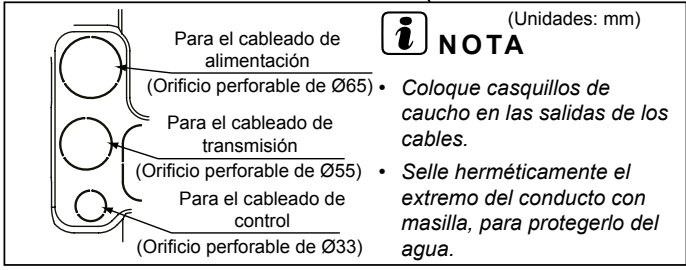 Para el cableado de
alimentación
(Orificio perforable de Ø65)
Para el cableado de
transmisión
(Orificio perforable de Ø55)
Para el cableado de
control
(Orificio perforable de Ø33)
(Unidades: mm)
i NOTA
• Coloque casquillos de
caucho en las salidas de los
cables.
• Selle herméticamente el
extremo del conducto con
masilla, para protegerlo del
agua.